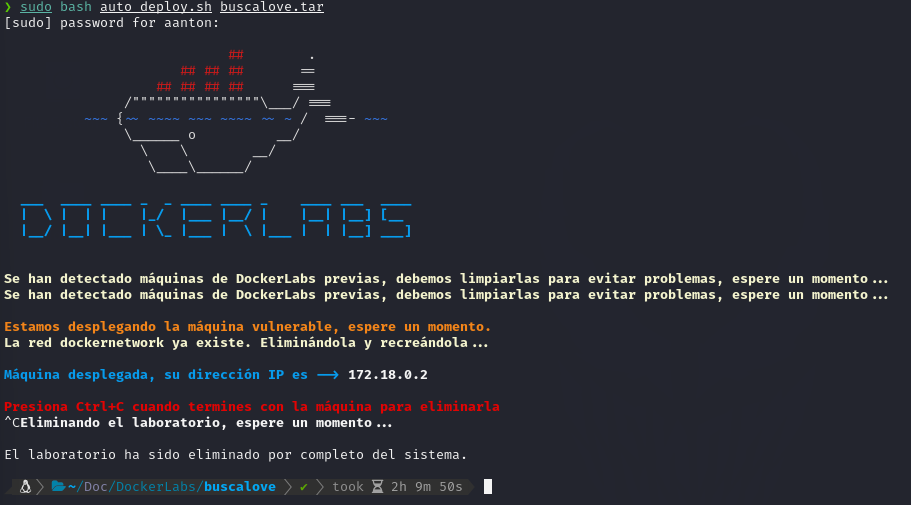 ❯ sudo bash auto_deploy.sh buscalove.tar
[sudo] password for aanton:
                            ##        .
                      ## ## ##       ==
                   ## ## ## ##      ===
               /""""""""""""""""\___/ ===
          ~~~ {~~ ~~~~ ~~~ ~~~~ ~~ ~ /  ===- ~~~
               \______ o          __/
                 \    \        __/
                  \____\______/
DOCKERLABS
Se han detectado máquinas de DockerLabs previas, debemos limpiarlas para evitar problemas, espere un momento...
Se han detectado máquinas de DockerLabs previas, debemos limpiarlas para evitar problemas, espere un momento...
Estamos desplegando la máquina vulnerable, espere un momento.
La red dockernetwork ya existe. Eliminándola y recreándola...
Máquina desplegada, su dirección IP es --> 172.18.0.2
Presiona Ctrl+C cuando termines con la máquina para eliminarla
^CEliminando el laboratorio, espere un momento...
El laboratorio ha sido eliminado por completo del sistema.
~/Doc/DockerLabs/buscalove ✔ took 2h 9m 50s